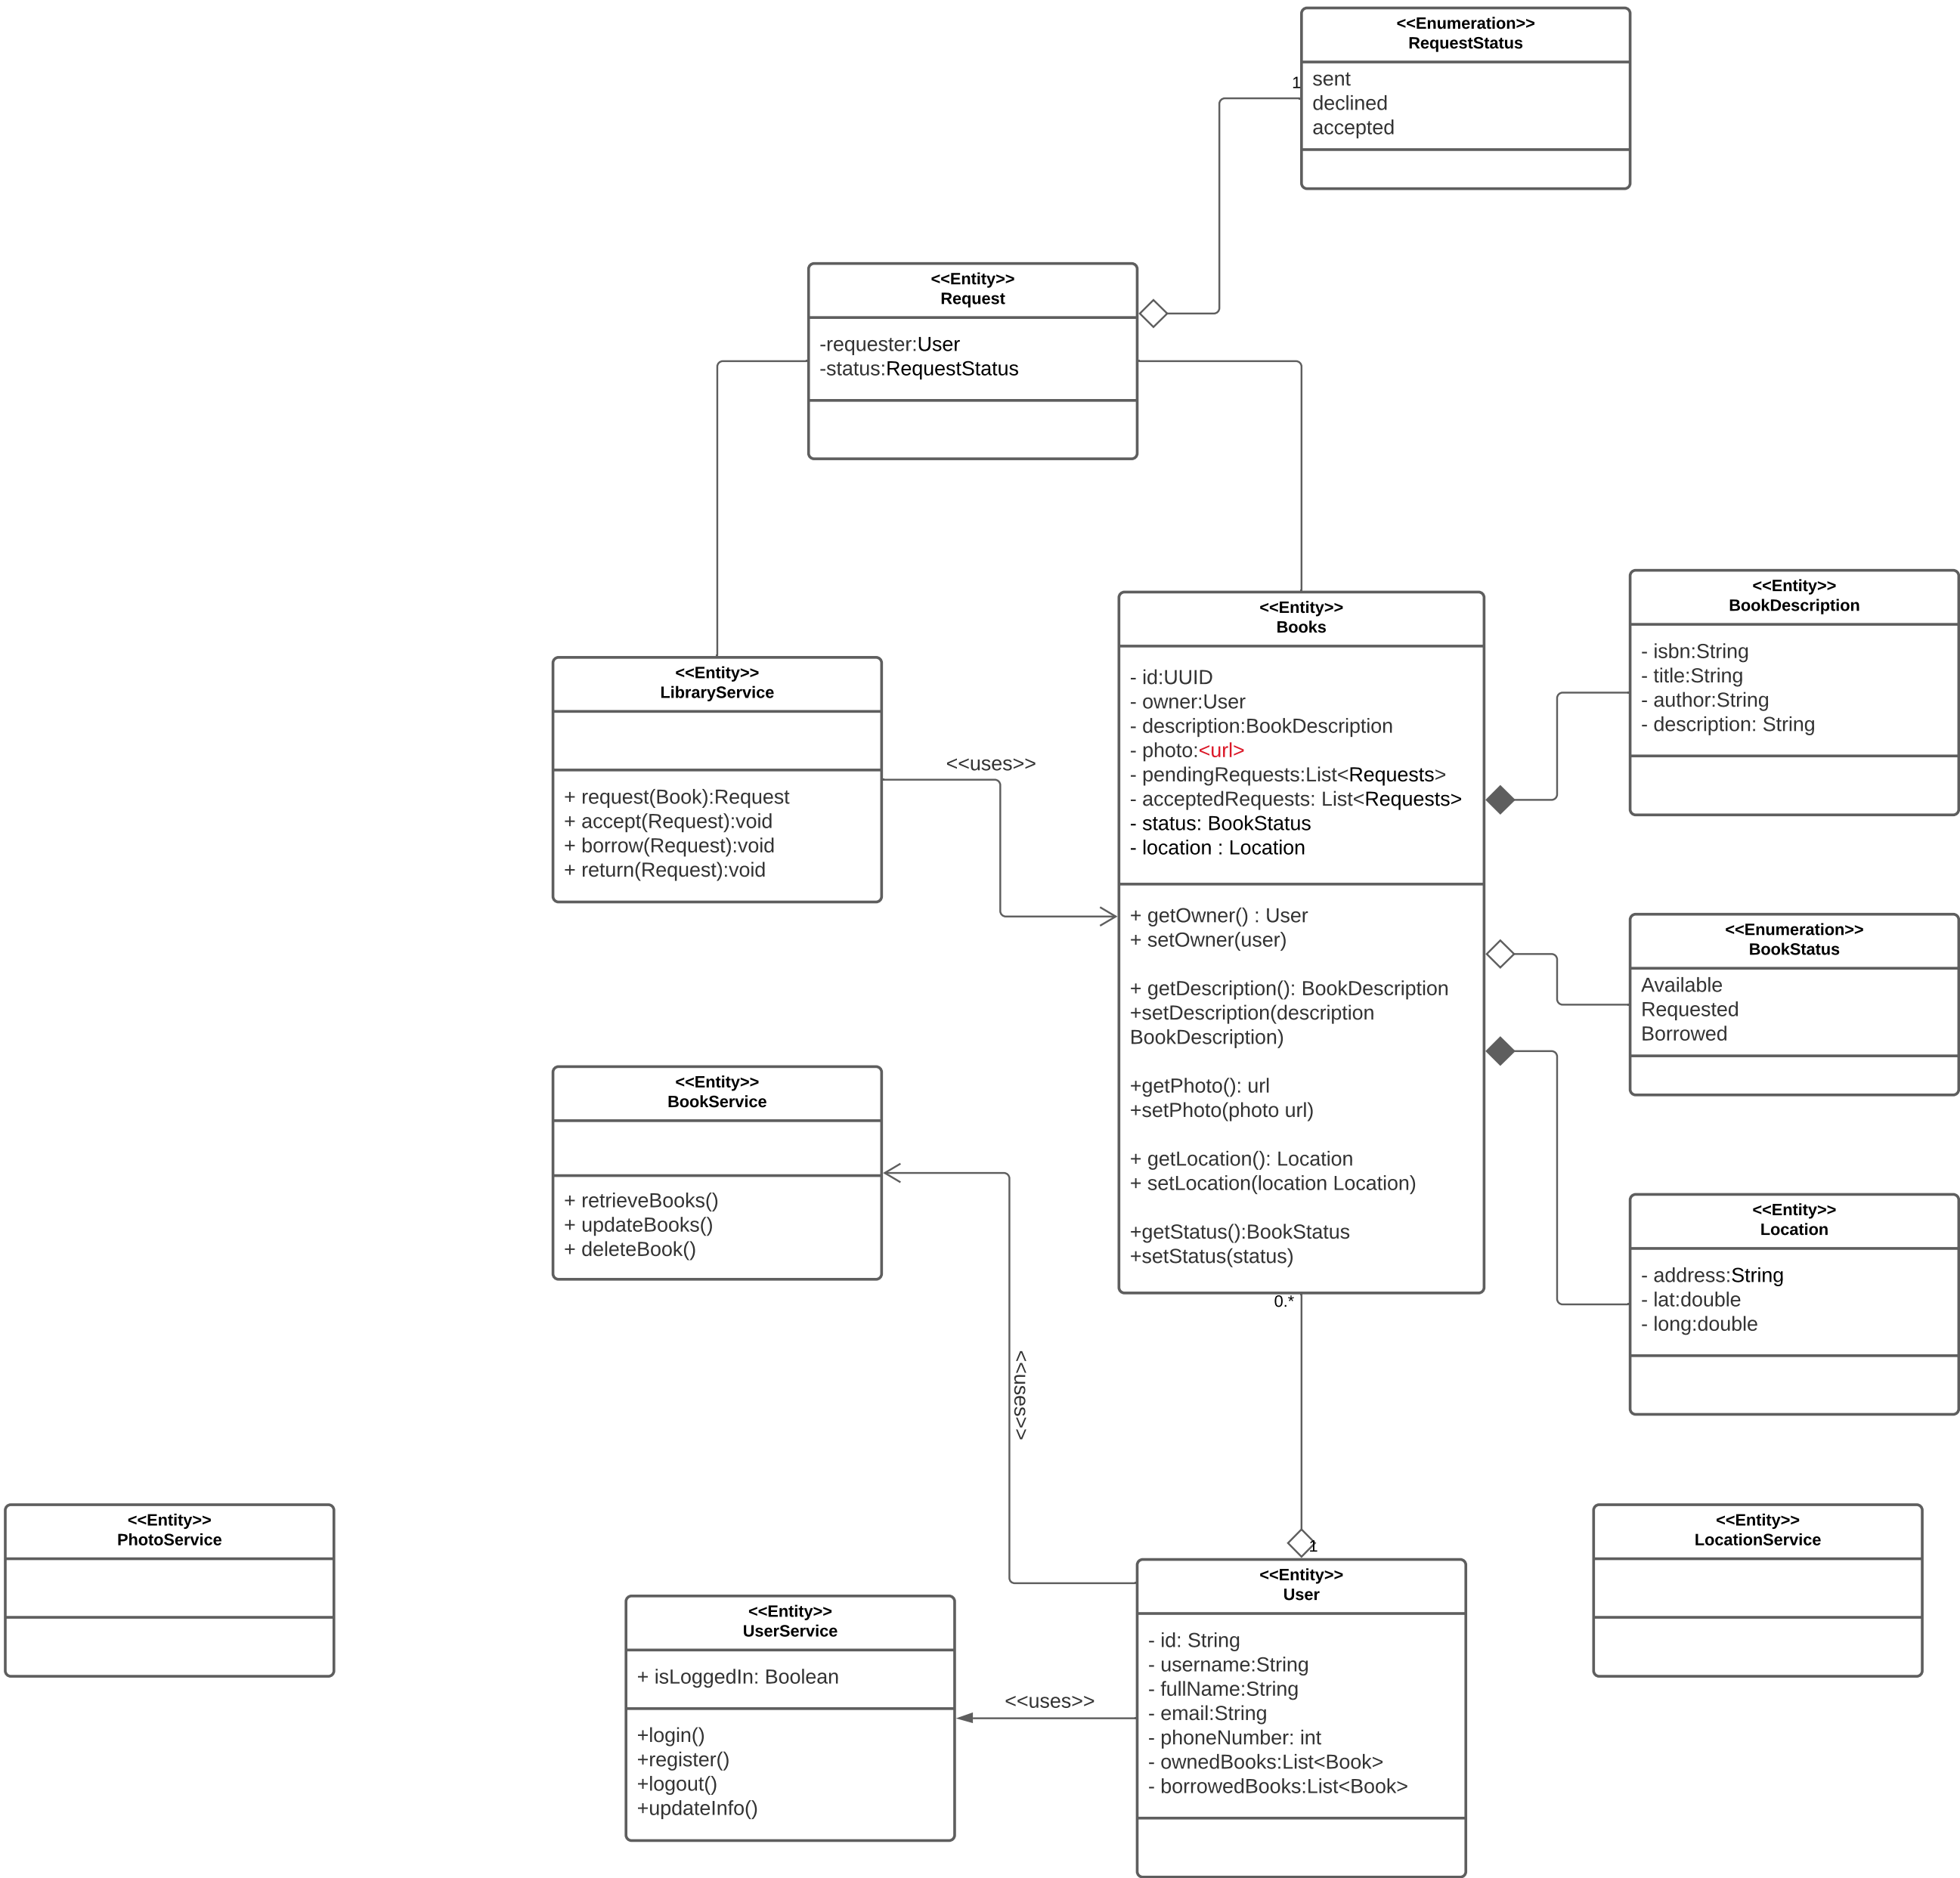 <<Enumeration>>
RequestStatus
1
sent
declined
accepted
<<Entity>>
Request
-requester:User
-status:RequestStatus
<<Entity>>
BookDescription
- isbn:String
- title:String
- author:String
- description: String
<<Entity>>
Books
- id:UUID
- owner:User
- description:BookDescription
- photo:<url>
- pendingRequests:List<Requests>
- acceptedRequests: List<Requests>
- status: BookStatus
- location : Location
+ getOwner() : User
+ setOwner(user)
+ getDescription(): BookDescription
+setDescription(description
BookDescription)
+getPhoto(): url
+setPhoto(photo url)
+ getLocation(): Location
+ setLocation(location Location)
+getStatus():BookStatus
+setStatus(status)
<<Entity>>
LibraryService
+ request(Book):Request
+ accept(Request):void
+ borrow(Request):void
+ return(Request):void
<<uses>>
<<Enumeration>>
BookStatus
Available
Requested
Borrowed
<<Entity>>
BookService
+ retrieveBooks()
+ updateBooks()
+ deleteBook()
<<Entity>>
Location
- address:String
- lat:double
- long:double
0.*
<<uses>>
1
<<Entity>>
PhotoService
<<Entity>>
LocationService
<<Entity>>
UserService
+ isLoggedIn: Boolean
+login()
+register()
+logout()
+updateInfo()
<<uses>>
<<Entity>>
User
- id: String
- username:String
- fullName:String
- email:String
- phoneNumber: int
- ownedBooks:List<Book>
- borrowedBooks:List<Book>